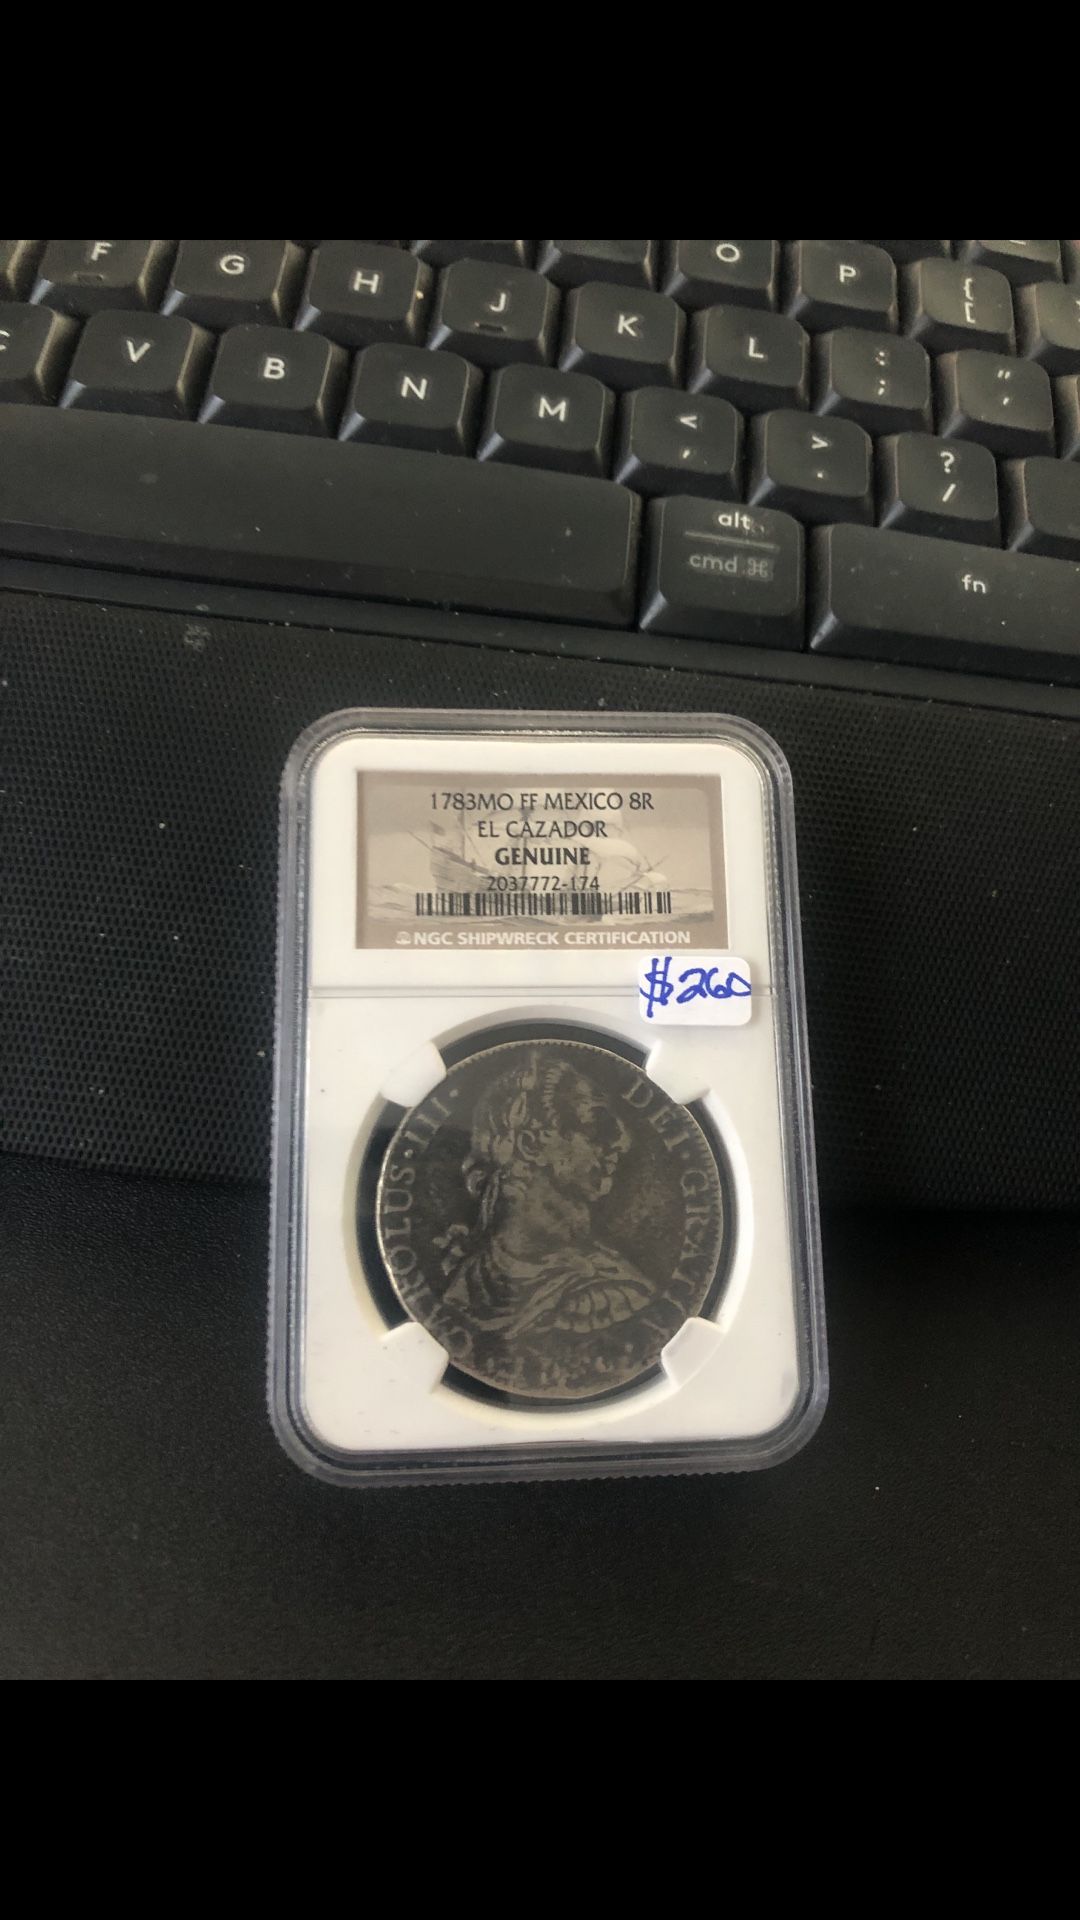 F G H J K L O P { [
: ; " '
C V B N M < , > . ? /
alt
cmd ⌘
fn
1783MO FF MEXICO 8R
EL CAZADOR
GENUINE
2037772-174
NGC SHIPWRECK CERTIFICATION
$260
CAROLUS·III· DEI·GRATIA